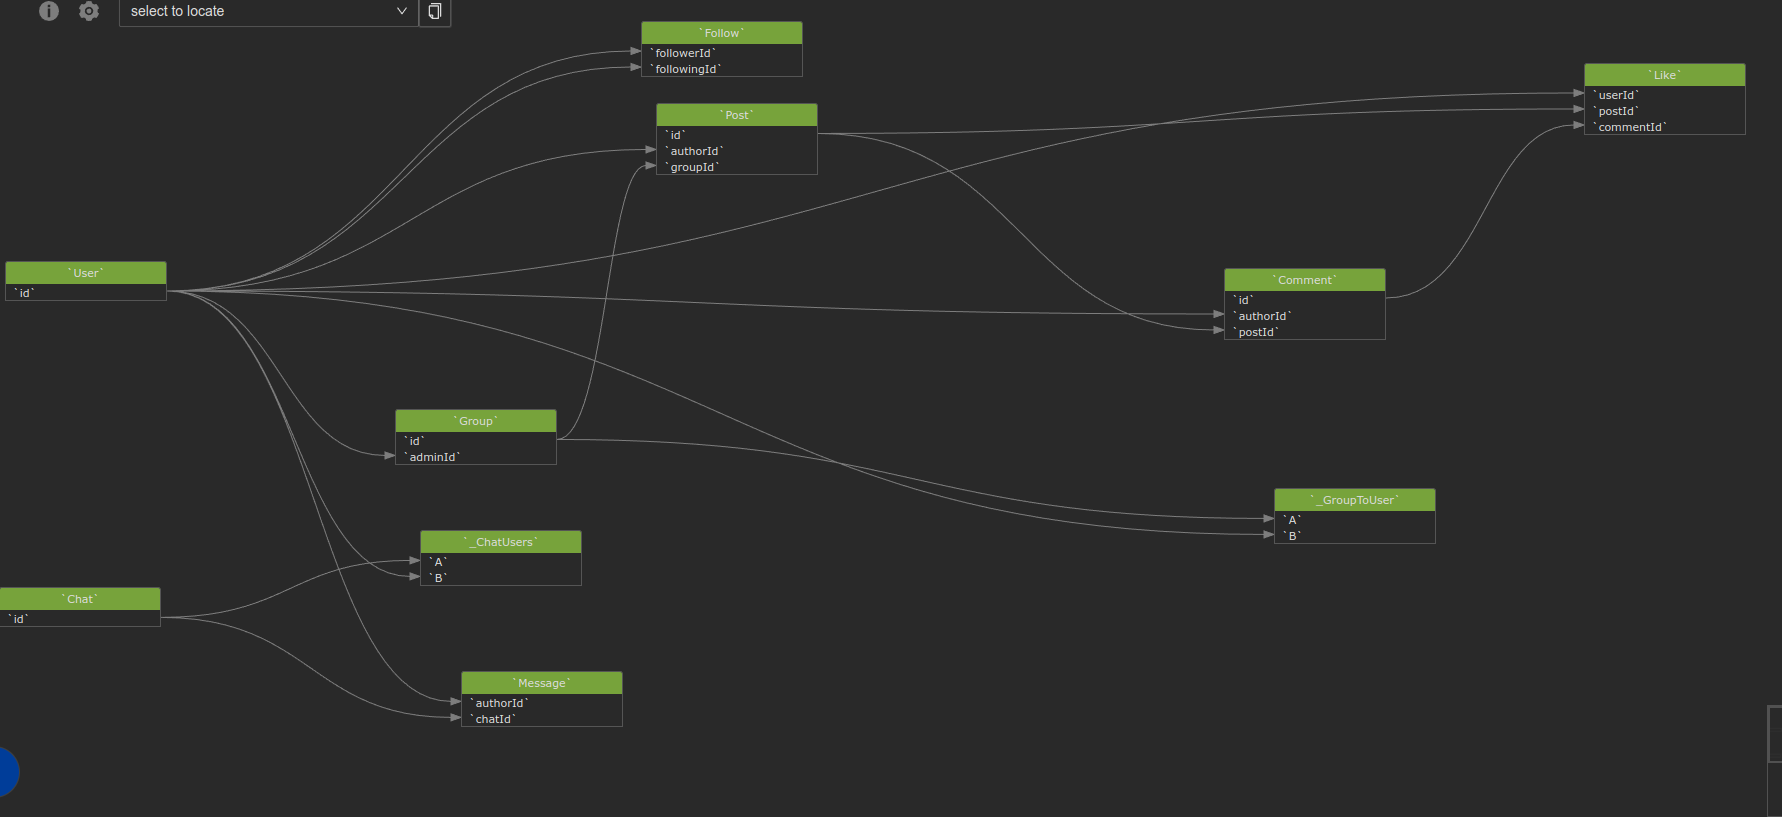 select to locate
`Follow`
`followerId`
`followingId`
`Like`
`userId`
`postId`
`commentId`
`Post`
`id`
`authorId`
`groupId`
`User`
`id`
`Comment`
`id`
`authorId`
`postId`
`Group`
`id`
`adminId`
`_GroupToUser`
`A`
`B`
`_ChatUsers`
`A`
`B`
`Chat`
`id`
`Message`
`authorId`
`chatId`